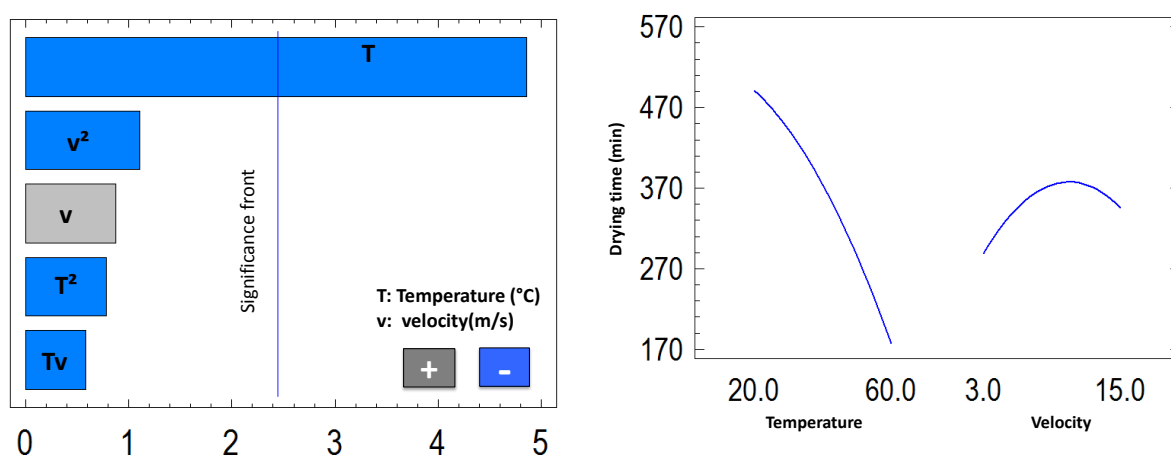 T
v²
v
T²
Tv
Significance front
T: Temperature (°C)
v: velocity(m/s)
+ -
0 1 2 3 4 5
Drying time (min)
570
470
370
270
170
20.0 60.0 3.0 15.0
Temperature Velocity